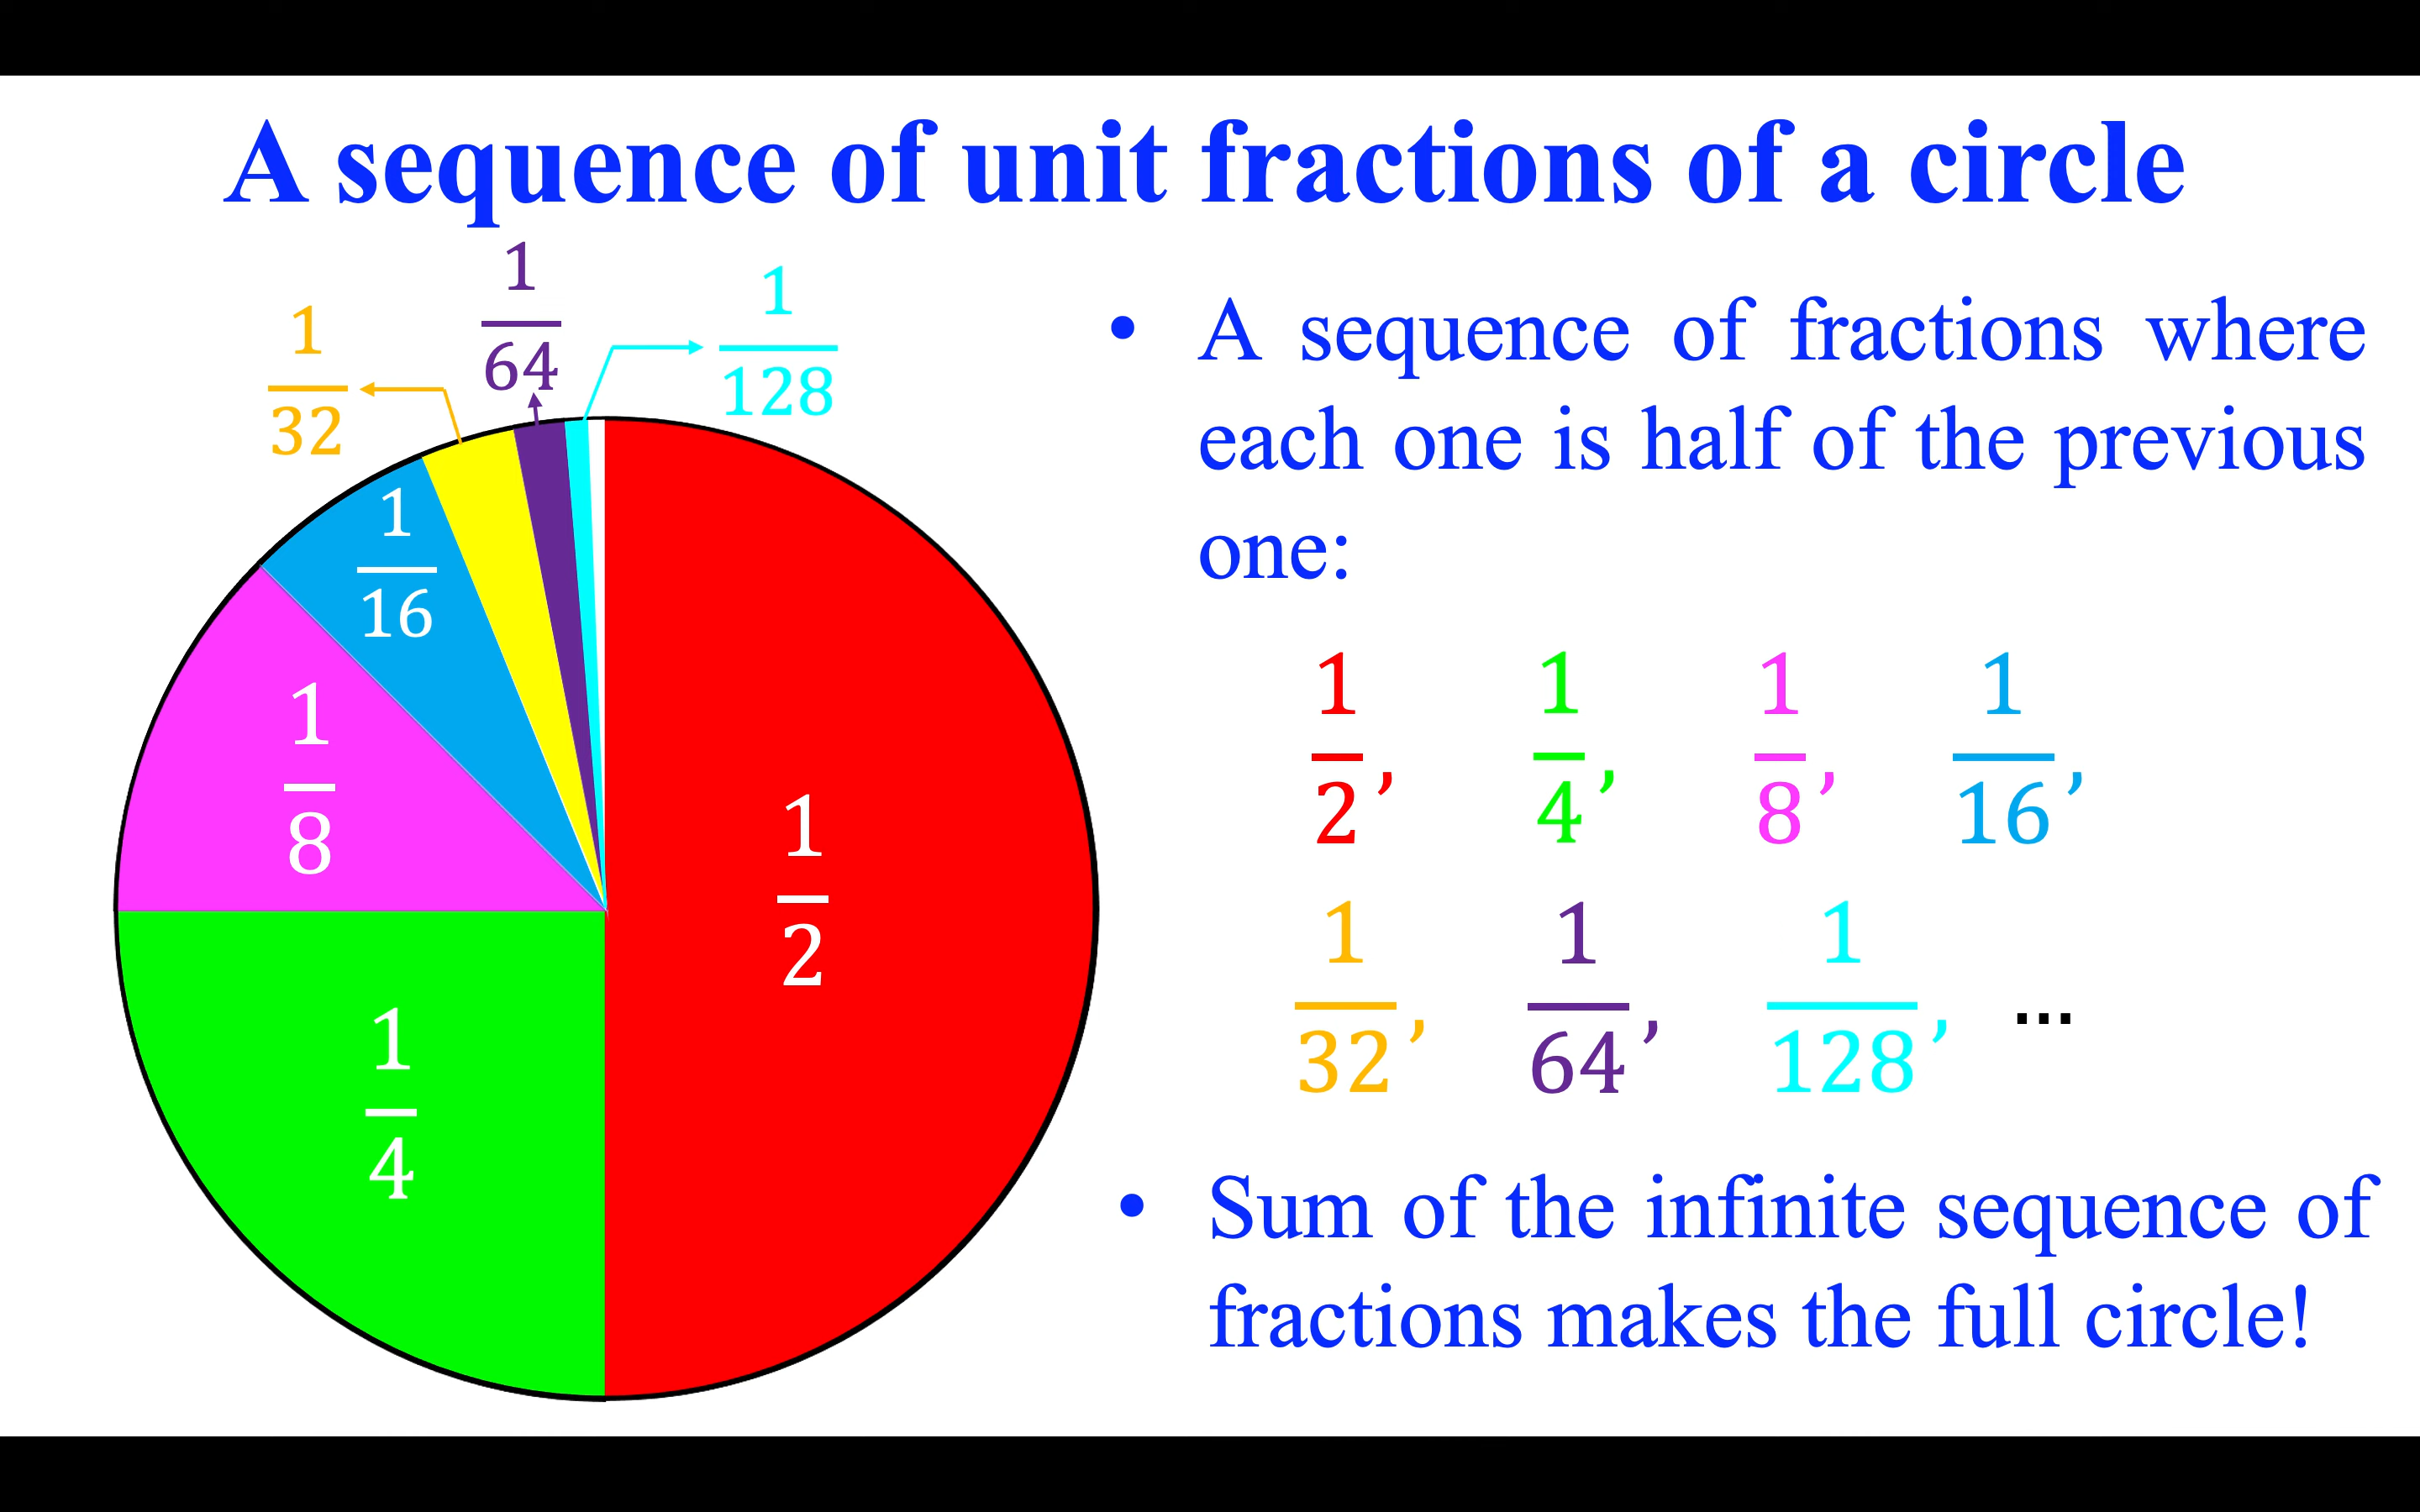 A sequence of unit fractions of a circle
1/32
1/64
1/128
1/16
1/8
1/2
1/4
• A sequence of fractions where
each one is half of the previous
one:
1/2, 1/4, 1/8, 1/16,
1/32, 1/64, 1/128, ...
• Sum of the infinite sequence of
fractions makes the full circle!